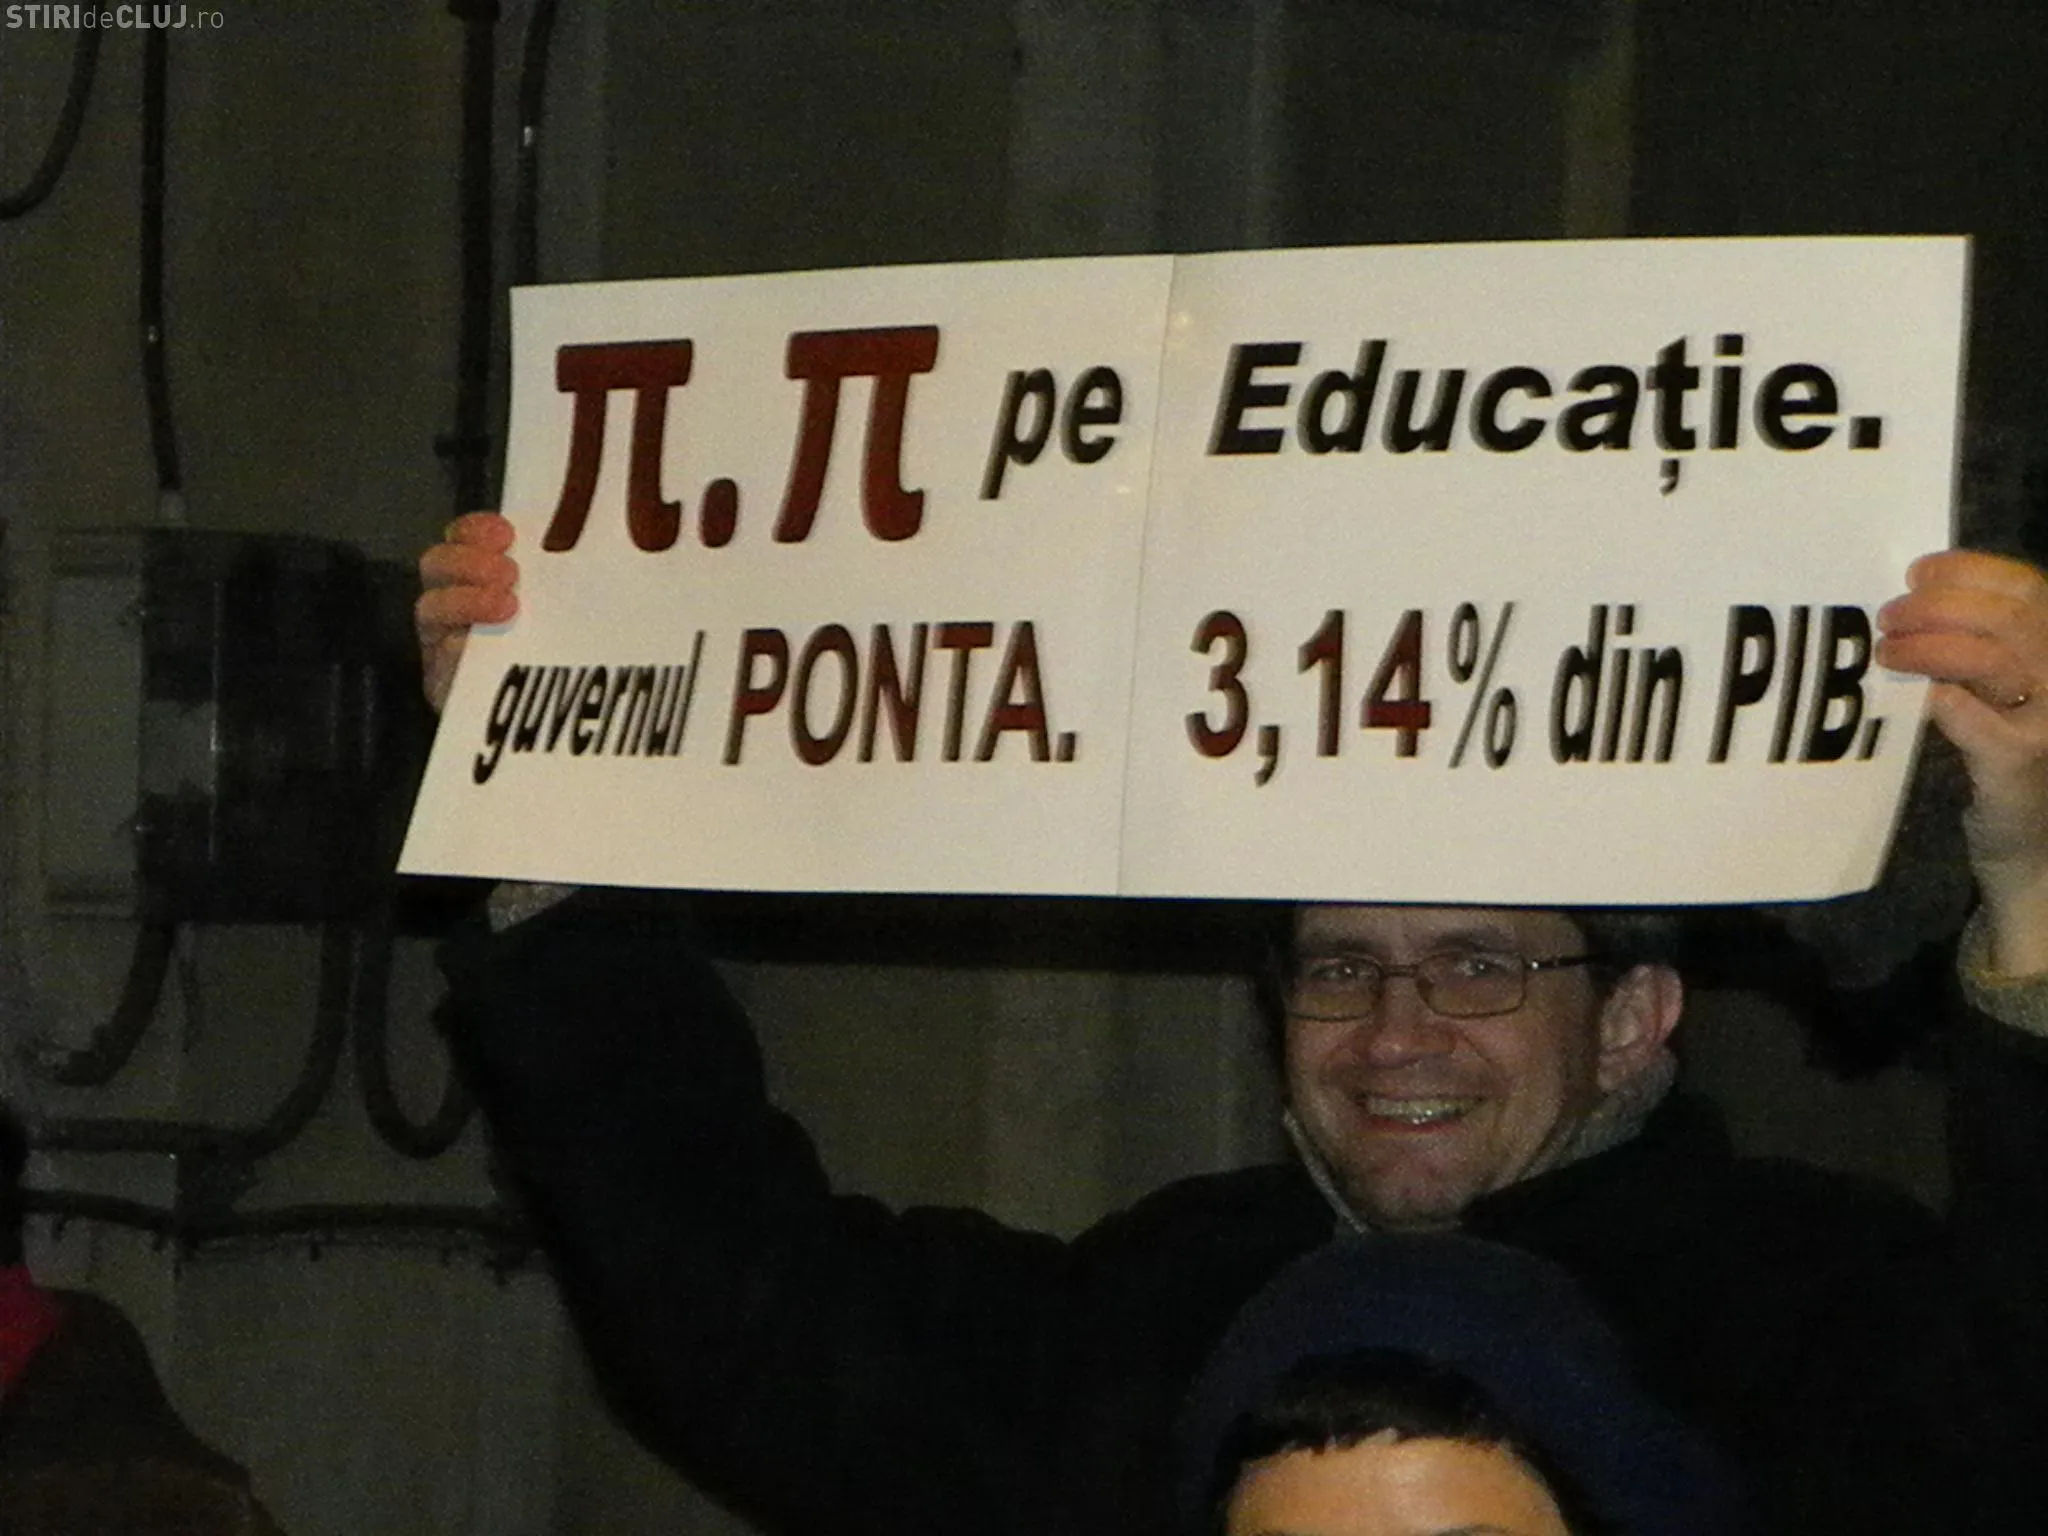 STIRIdeCLUJ.ro
π.π pe Educație.
guvernul PONTA. 3,14% din PIB.